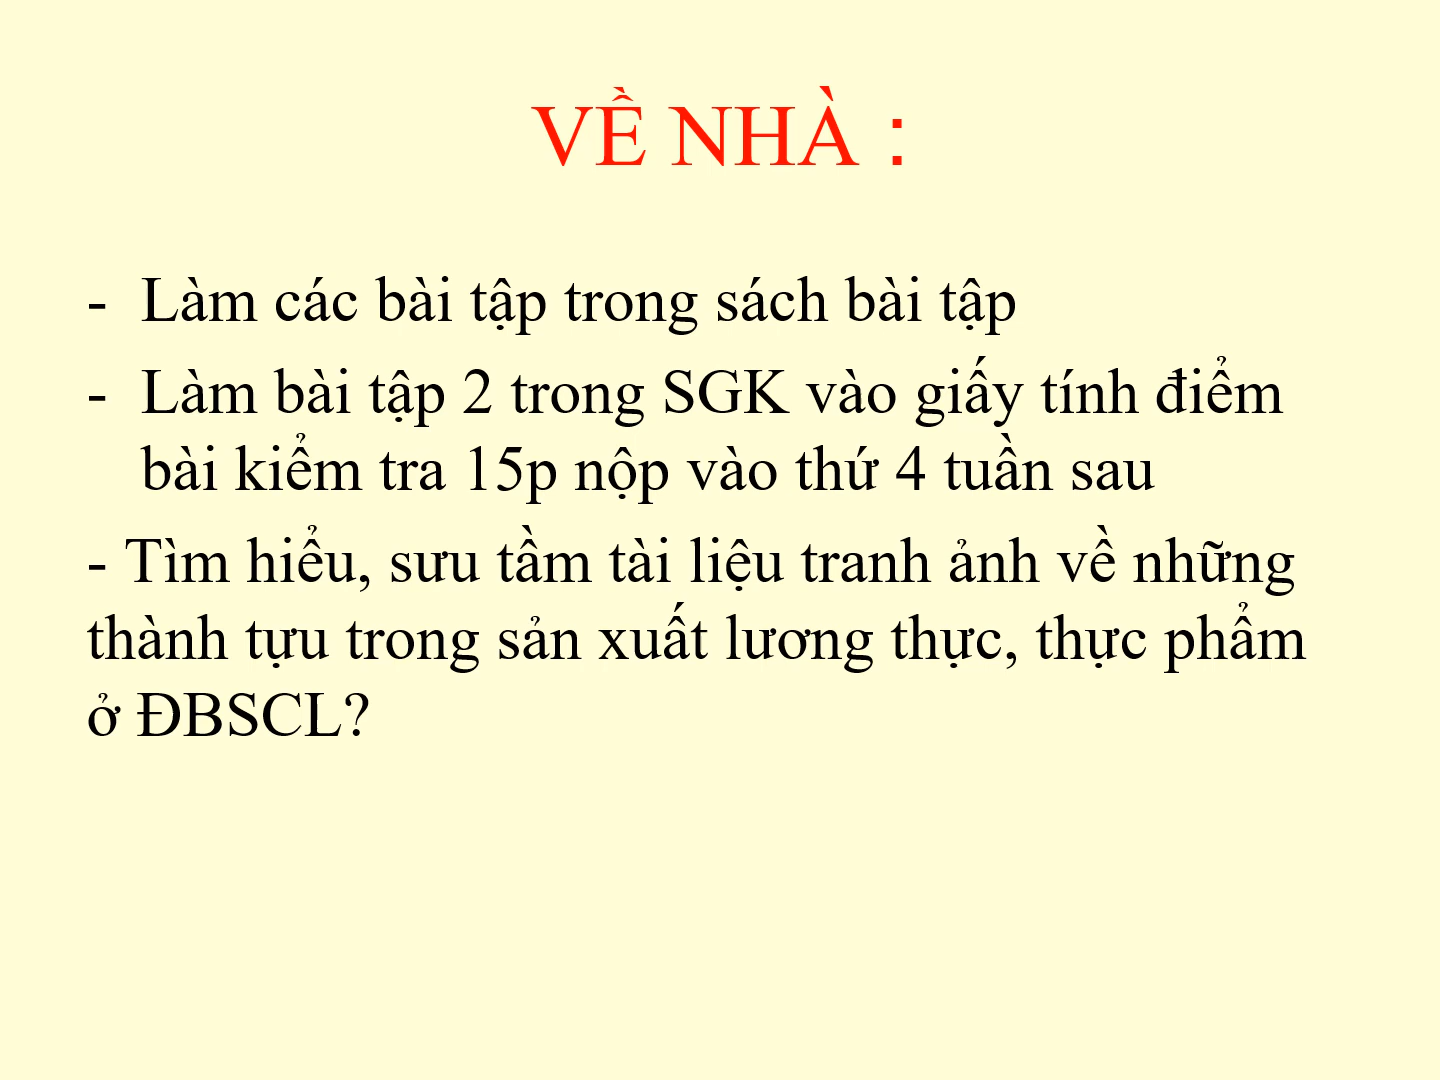 VỀ NHÀ :
- Làm các bài tập trong sách bài tập
- Làm bài tập 2 trong SGK vào giấy tính điểm
bài kiểm tra 15p nộp vào thứ 4 tuần sau
- Tìm hiểu, sưu tầm tài liệu tranh ảnh về những
thành tựu trong sản xuất lương thực, thực phẩm
ở ĐBSCL?